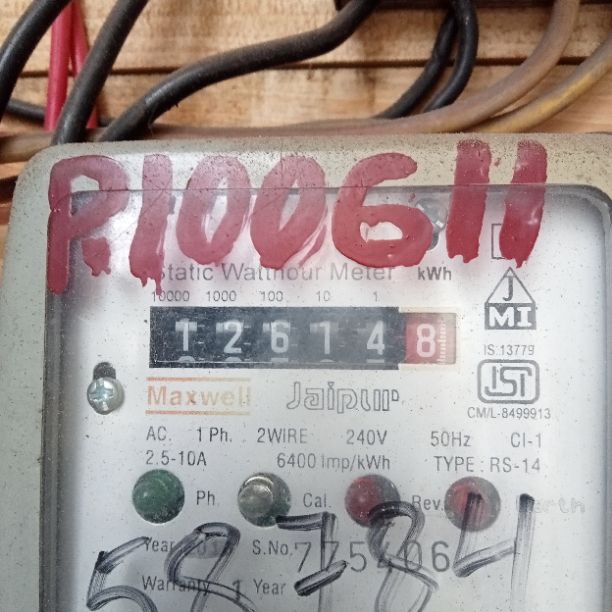 P.100611
Static Watthour Meter kWh
10000 1000 100 10 1
1 2 6 1 4 8
J
MI
IS:13779
ISI
CM/L-8499913
Maxwell Jaipur
AC. 1 Ph. 2WIRE 240V 50Hz Cl-1
2.5-10A 6400 Imp/kWh TYPE : RS-14
Ph. Cal. Rev. Earth
Year S.No.
Warranty 1 Year
58784